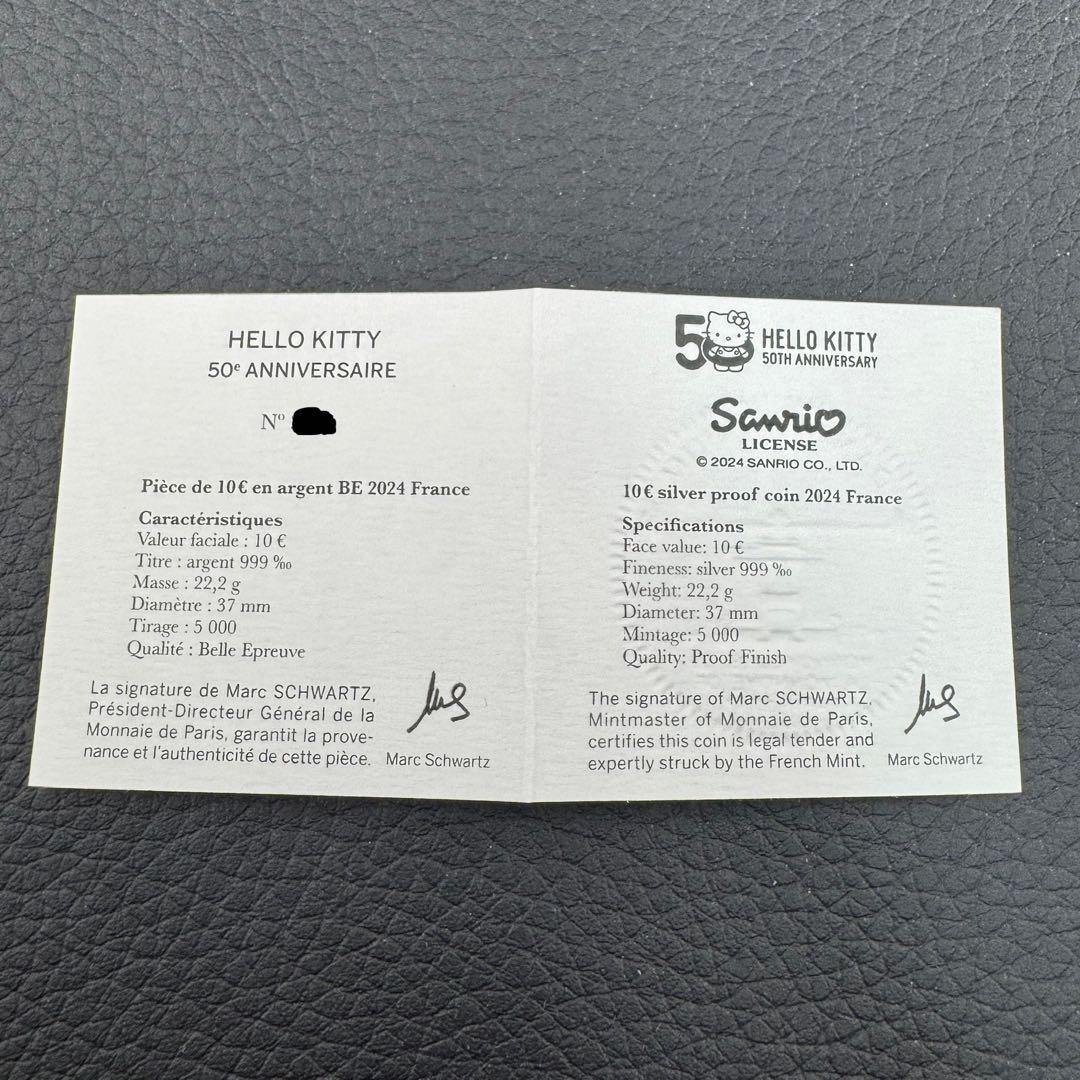 HELLO KITTY
50e ANNIVERSAIRE
N°
Pièce de 10€ en argent BE 2024 France
Caractéristiques
Valeur faciale : 10 €
Titre : argent 999 ‰
Masse : 22,2 g
Diamètre : 37 mm
Tirage : 5 000
Qualité : Belle Epreuve
La signature de Marc SCHWARTZ,
Président-Directeur Général de la
Monnaie de Paris, garantit la prove-
nance et l'authenticité de cette pièce.
Marc Schwartz
50 HELLO KITTY
50TH ANNIVERSARY
Sanrio
LICENSE
© 2024 SANRIO CO., LTD.
10€ silver proof coin 2024 France
Specifications
Face value: 10 €
Fineness: silver 999 ‰
Weight: 22,2 g
Diameter: 37 mm
Mintage: 5 000
Quality: Proof Finish
The signature of Marc SCHWARTZ,
Mintmaster of Monnaie de Paris,
certifies this coin is legal tender and
expertly struck by the French Mint.
Marc Schwartz